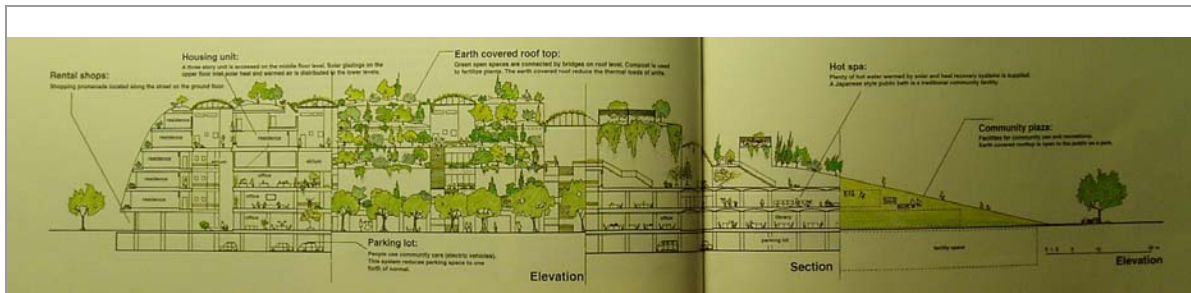 Housing unit:
A three story unit is accessed on the middle floor level. Solar glazings on the
upper floor inlet solar heat and warmed air is distributed to the lower levels.
Earth covered roof top:
Green open spaces are connected by bridges on roof level. Compost is used
to fertilize plants. The earth covered roof reduce the thermal loads of units.
Rental shops:
Shopping promenade located along the street on the ground floor.
Hot spa:
Plenty of hot water warmed by solar and heat recovery systems is supplied.
A Japanese style public bath is a traditional community facility.
Community plaza:
Facilities for community use and recreations.
Earth covered rooftop is open to the public as a park.
residence
residence
residence
residence
residence
residence
atrium
atrium
office
office
office
office
office
library
parking lot
facility space
Parking lot:
People use community cars (electric vehicles).
This system reduces parking space to one
forth of normal.
Elevation
Section
Elevation